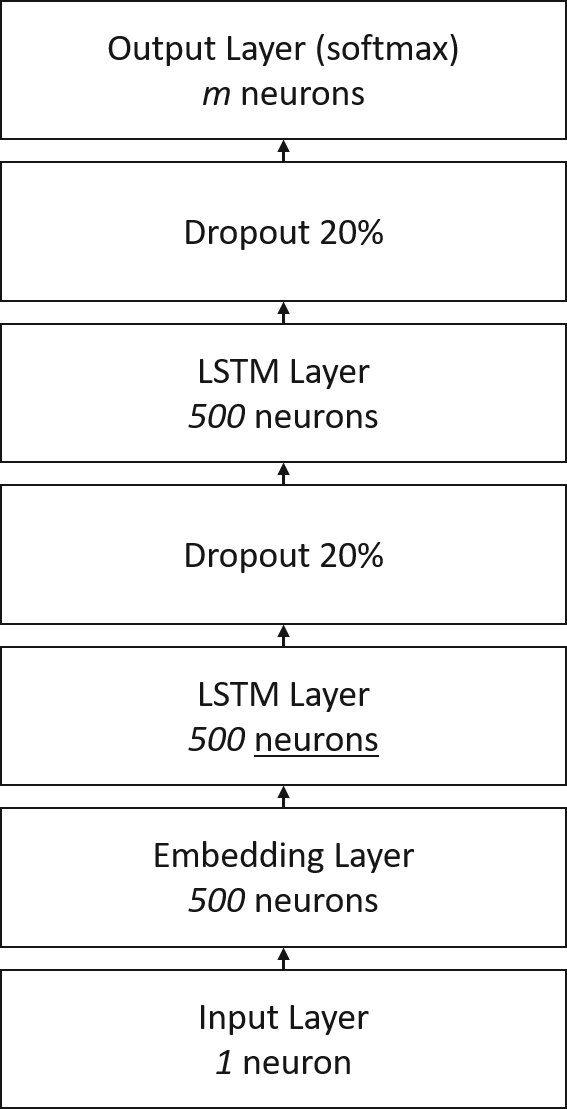 Output Layer (softmax)
m neurons
Dropout 20%
LSTM Layer
500 neurons
Dropout 20%
LSTM Layer
500 neurons
Embedding Layer
500 neurons
Input Layer
1 neuron